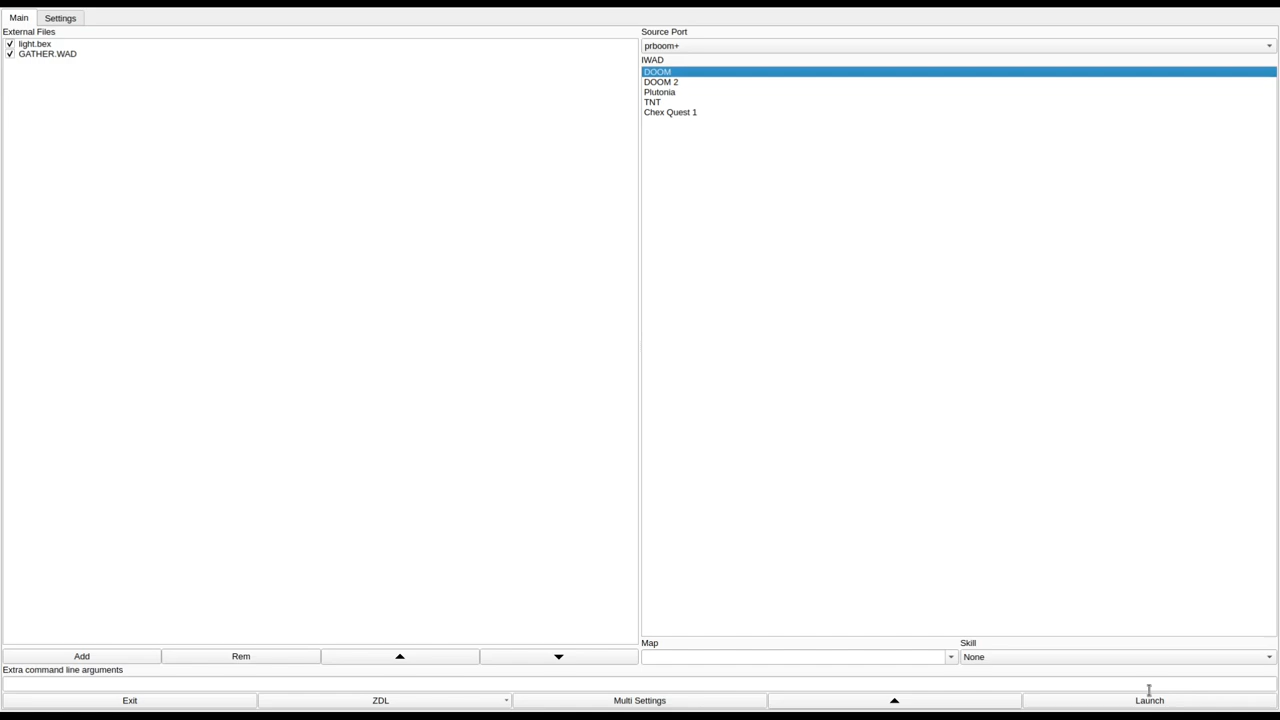 Main Settings
External Files
light.bex
GATHER.WAD
Source Port
prboom+
IWAD
DOOM
DOOM 2
Plutonia
TNT
Chex Quest 1
Map Skill
None
Add Rem
Extra command line arguments
Exit ZDL Multi Settings Launch